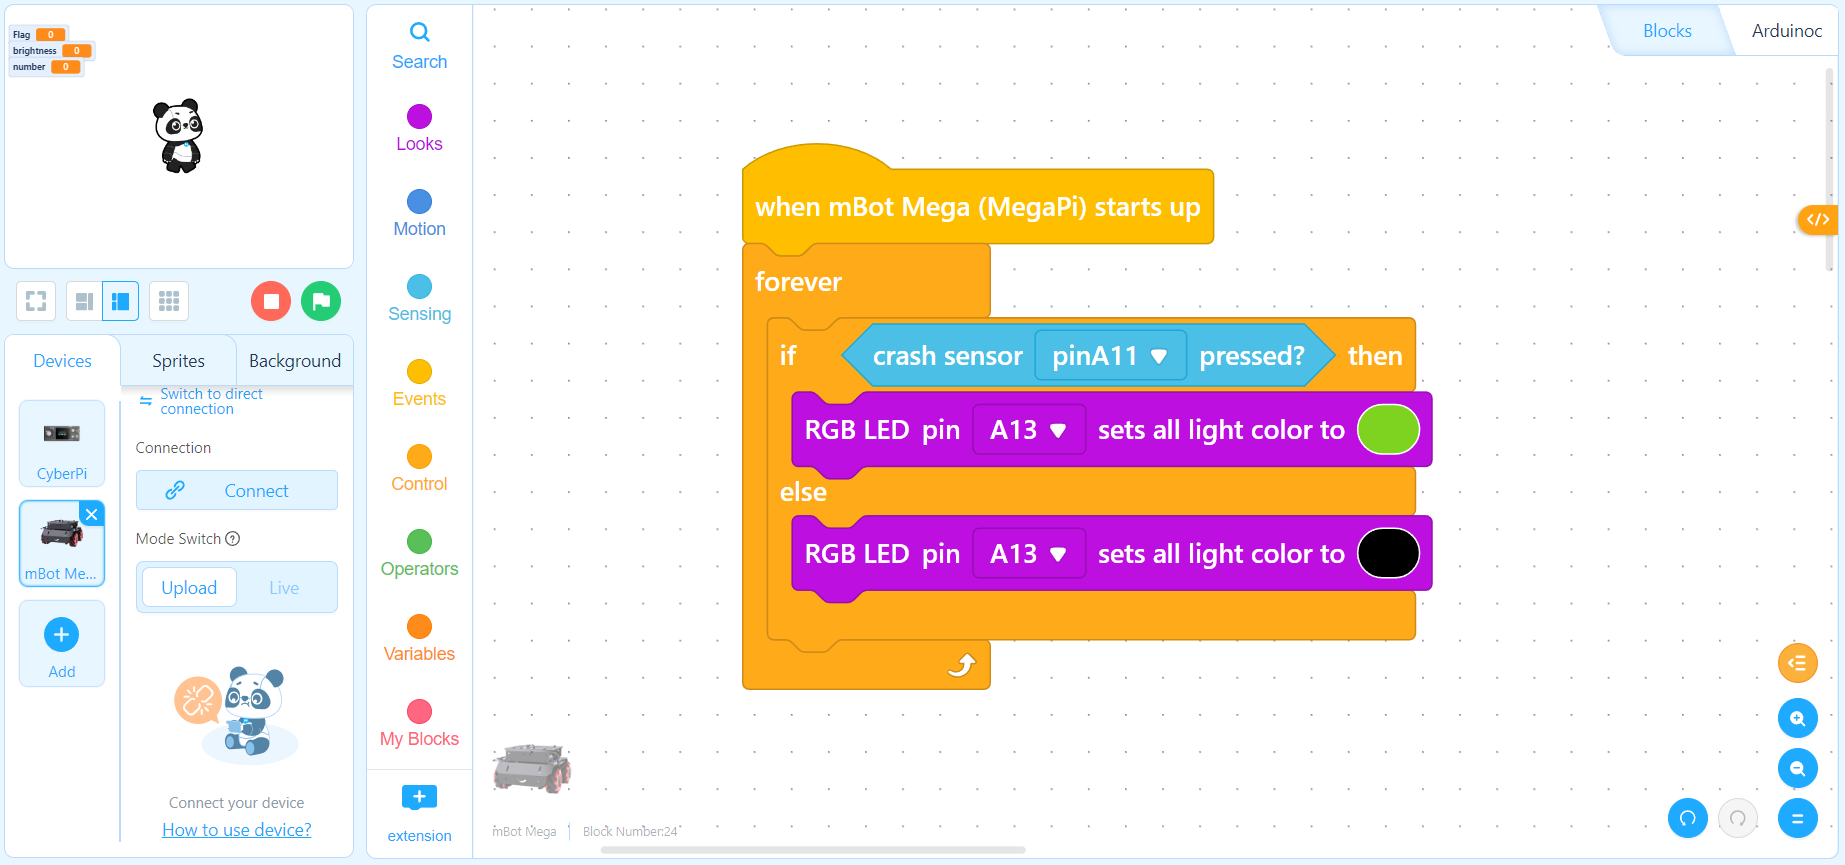 Flag 0
brightness 0
number 0
Devices
Sprites
Background
Switch to direct
connection
CyberPi
Connection
Connect
mBot Me...
Mode Switch ?
Upload Live
Add
Connect your device
How to use device?
Search
Looks
Motion
Sensing
Events
Control
Operators
Variables
My Blocks
extension
Blocks
Arduinoc
</>
when mBot Mega (MegaPi) starts up
forever
if crash sensor pinA11 pressed? then
RGB LED pin A13 sets all light color to
else
RGB LED pin A13 sets all light color to
mBot Mega | Block Number:24